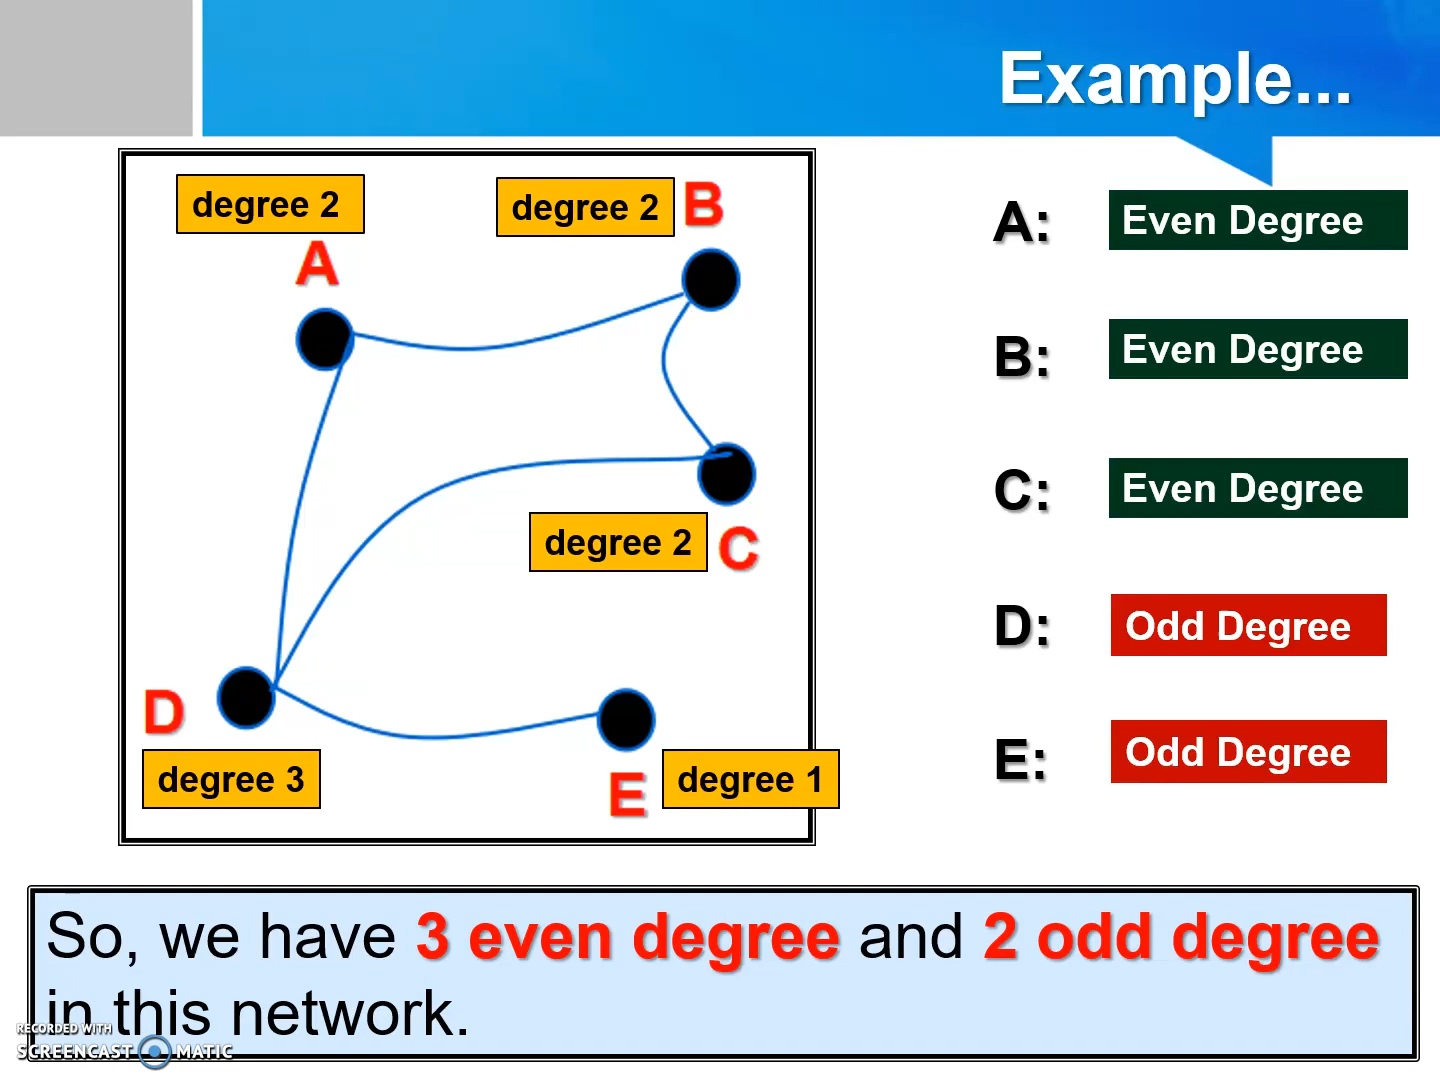 Example...
degree 2
A
degree 2 B
degree 2 C
D
degree 3
E degree 1
A: Even Degree
B: Even Degree
C: Even Degree
D: Odd Degree
E: Odd Degree
So, we have 3 even degree and 2 odd degree
in this network.
RECORDED WITH
SCREENCAST MATIC